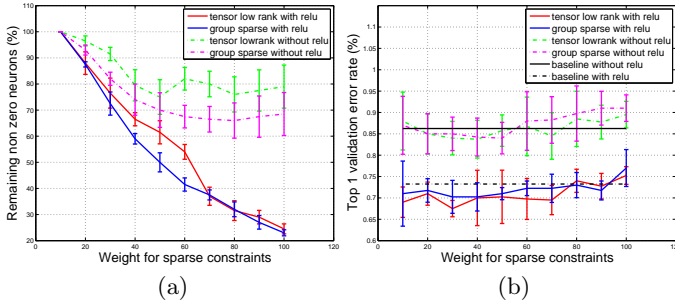 tensor low rank with relu
group sparse with relu
tensor lowrank without relu
group sparse without relu
100
90
80
70
60
50
40
30
20
0 20 40 60 80 100 120
Remaining non zero neurons (%)
Weight for sparse constraints
(a)
tensor low rank with relu
group sparse with relu
tensor lowrank without relu
group sparse without relu
baseline without relu
baseline with relu
1.15
1.1
1.05
1
0.95
0.9
0.85
0.8
0.75
0.7
0.65
0.6
0 20 40 60 80 100 120
Top 1 validation error rate (%)
Weight for sparse constraints
(b)